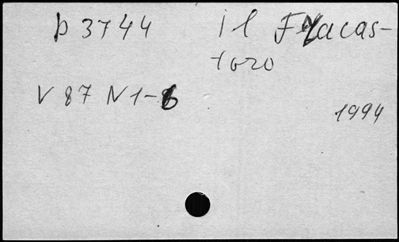 p 3744 Il Fracas-
toro
V 87 N 1-6
1994